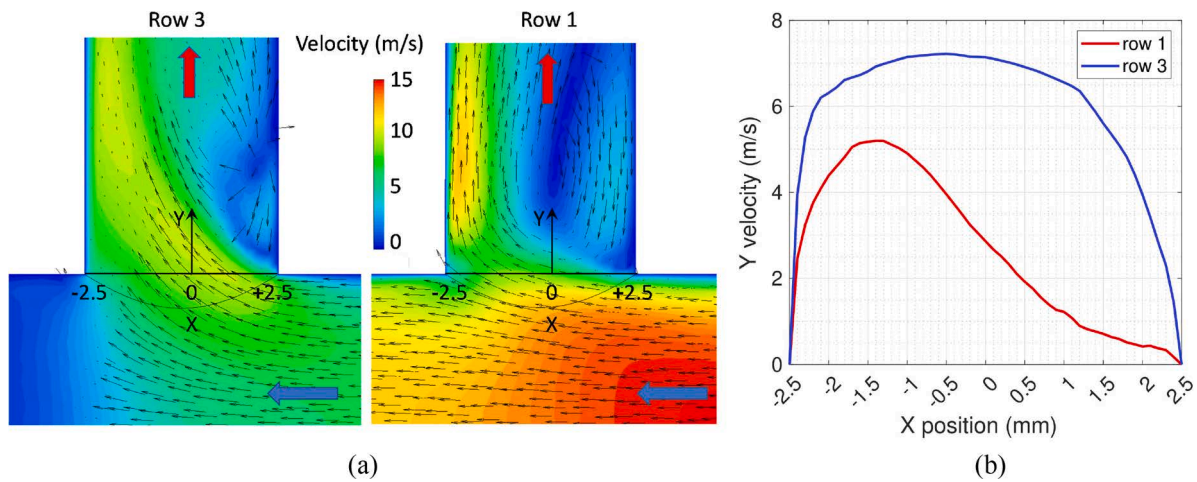 Row 3
Row 1
Velocity (m/s)
15
10
5
0
Y
-2.5
0
+2.5
X
Y
-2.5
0
+2.5
X
(a)
8
6
4
2
0
Y velocity (m/s)
row 1
row 3
-2.5
-2
-1.5
-1
-0.5
0
0.5
1
1.5
2
2.5
X position (mm)
(b)